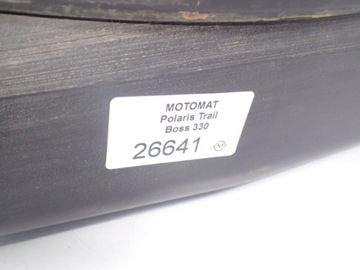 MOTOMAT
Polaris Trail
Boss 330
26641 M